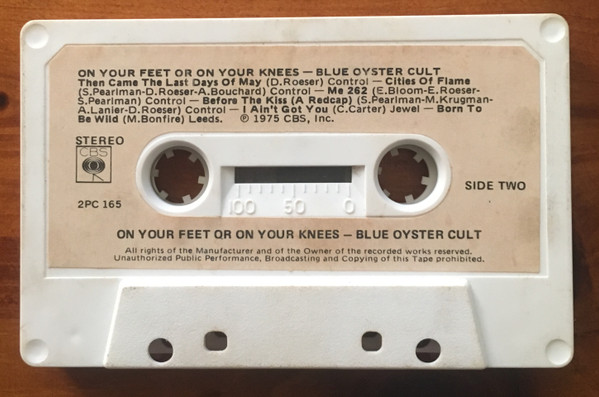 ON YOUR FEET OR ON YOUR KNEES — BLUE OYSTER CULT
Then Came The Last Days Of May (D.Roeser) Control — Cities Of Flame
(S.Pearlman-D.Roeser-A.Bouchard) Control — Me 262 (E.Bloom-E.Roeser-
S.Pearlman) Control — Before The Kiss (A Redcap) (S.Pearlman-M.Krugman-
A.Lanier-D.Roeser) Control — I Ain't Got You (C.Carter) Jewel — Born To
Be Wild (M.Bonfire) Leeds. ℗ 1975 CBS, Inc.
STEREO
CBS
2PC 165
100 50 0
SIDE TWO
ON YOUR FEET OR ON YOUR KNEES — BLUE OYSTER CULT
All rights of the Manufacturer and of the Owner of the recorded works reserved.
Unauthorized Public Performance, Broadcasting and Copying of this Tape prohibited.